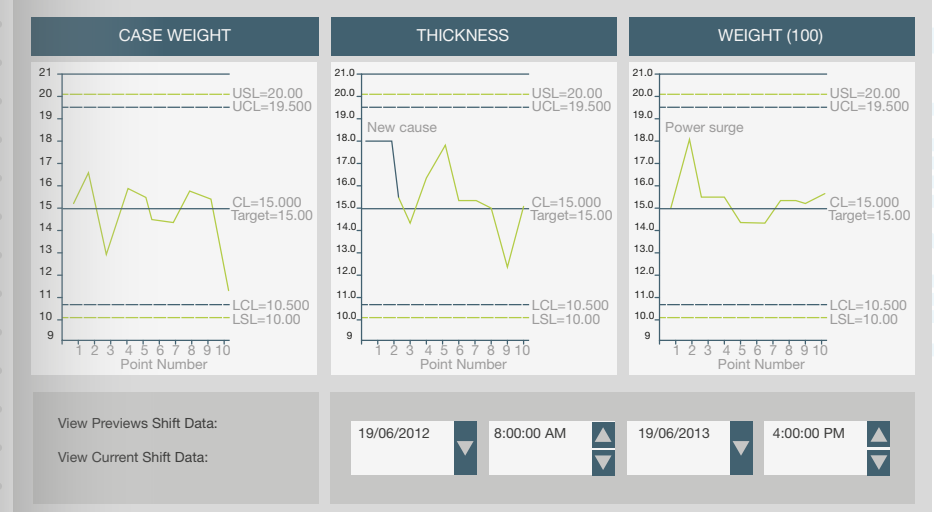 CASE WEIGHT
THICKNESS
WEIGHT (100)
21
20
19
18
17
16
15
14
13
12
11
10
9
USL=20.00
UCL=19.500
CL=15.000
Target=15.00
LCL=10.500
LSL=10.00
1 2 3 4 5 6 7 8 9 10
Point Number
21.0
20.0
19.0
18.0
17.0
16.0
15.0
14.0
13.0
12.0
11.0
10.0
9
New cause
USL=20.00
UCL=19.500
CL=15.000
Target=15.00
LCL=10.500
LSL=10.00
1 2 3 4 5 6 7 8 9 10
Point Number
21.0
20.0
19.0
18.0
17.0
16.0
15.0
14.0
13.0
12.0
11.0
10.0
9
Power surge
USL=20.00
UCL=19.500
CL=15.000
Target=15.00
LCL=10.500
LSL=10.00
1 2 3 4 5 6 7 8 9 10
Point Number
View Previews Shift Data:
View Current Shift Data:
19/06/2012
8:00:00 AM
19/06/2013
4:00:00 PM